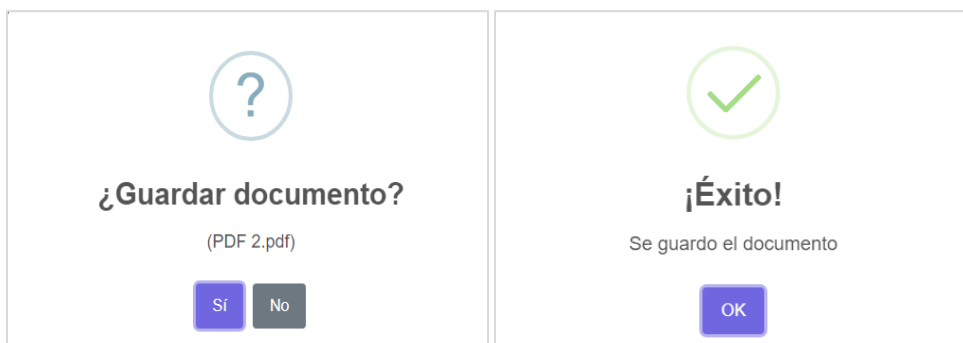 ?
¿Guardar documento?
(PDF 2.pdf)
Sí
No
¡Éxito!
Se guardo el documento
OK